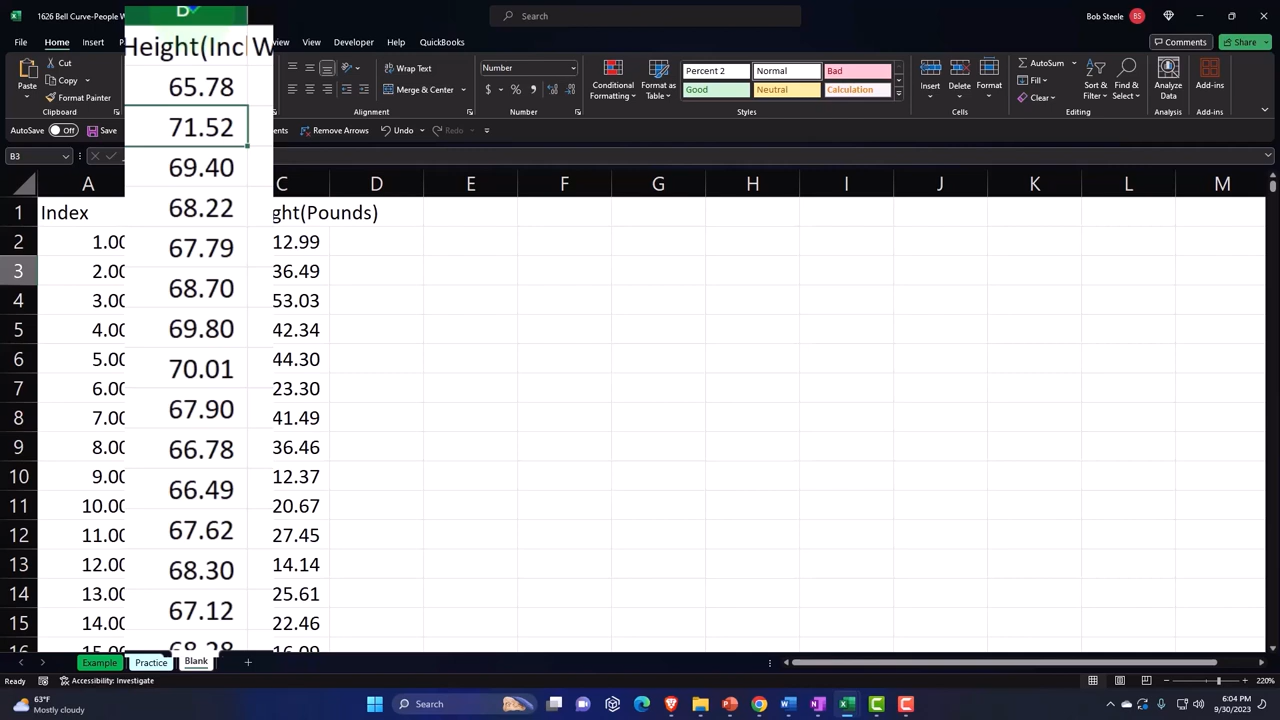 1626 Bell Curve-People W
Search
Bob Steele BS
File Home Insert View Developer Help QuickBooks Comments Share
Paste Cut Copy Format Painter
Wrap Text Merge & Center
Number
$ % ,
Conditional Formatting Format as Table
Percent 2 Normal Bad
Good Neutral Calculation
Insert Delete Format
AutoSum Fill Clear
Sort & Filter Find & Select
Analyze Data
Add-ins
Clipboard Alignment Number Styles Cells Editing Analysis Add-ins
AutoSave Off Save Remove Arrows Undo Redo
B3
A B C D E F G H I J K L M
1 Index Height(Inc W ght(Pounds)
2 1.00 65.78 12.99
3 2.00 71.52 36.49
4 3.00 69.40 53.03
5 4.00 68.22 42.34
6 5.00 67.79 44.30
7 6.00 68.70 23.30
8 7.00 69.80 41.49
9 8.00 70.01 36.46
10 9.00 67.90 12.37
11 10.00 66.78 20.67
12 11.00 66.49 27.45
13 12.00 67.62 14.14
14 13.00 68.30 25.61
15 14.00 67.12 22.46
16 15.00 68.28 16.09
Example Practice Blank
Ready Accessibility: Investigate 220%
63°F
Mostly cloudy
Search
6:04 PM
9/30/2023